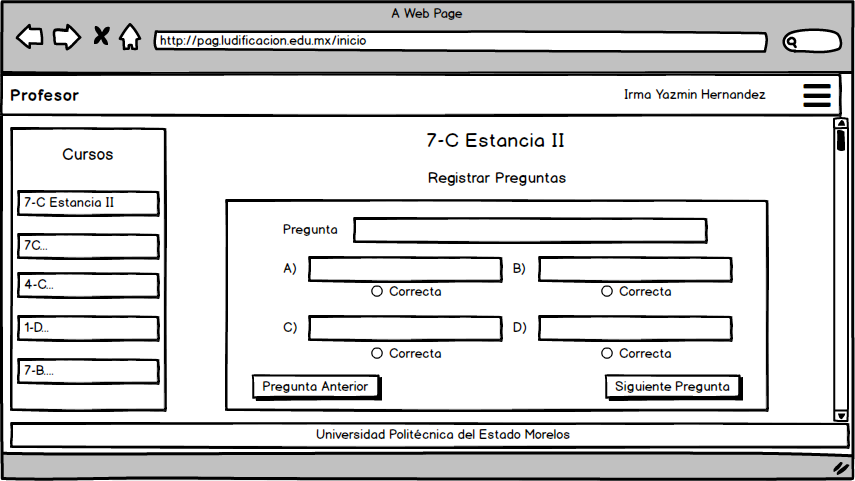 A Web Page
http://pag.ludificacion.edu.mx/inicio
Profesor
Irma Yazmin Hernandez
Cursos
7-C Estancia II
7C...
4-C...
1-D...
7-B....
7-C Estancia II
Registrar Preguntas
Pregunta
A)
B)
Correcta
Correcta
C)
D)
Correcta
Correcta
Pregunta Anterior
Siguiente Pregunta
Universidad Politécnica del Estado Morelos